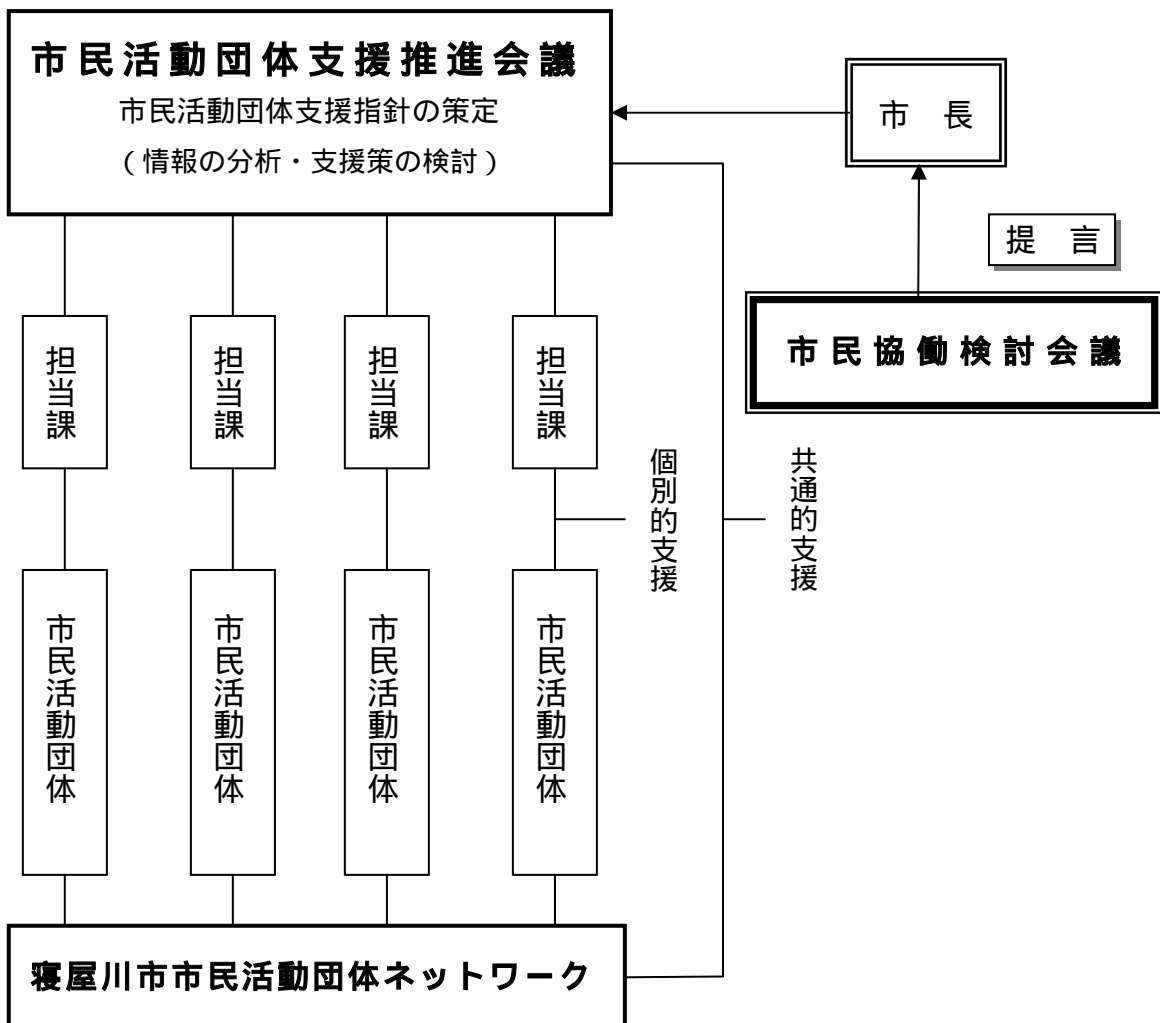 市民活動団体支援推進会議
市民活動団体支援指針の策定
（情報の分析・支援策の検討）
市　長
提　言
市民協働検討会議
担当課
担当課
担当課
担当課
個別的支援
共通的支援
市民活動団体
市民活動団体
市民活動団体
市民活動団体
寝屋川市市民活動団体ネットワーク